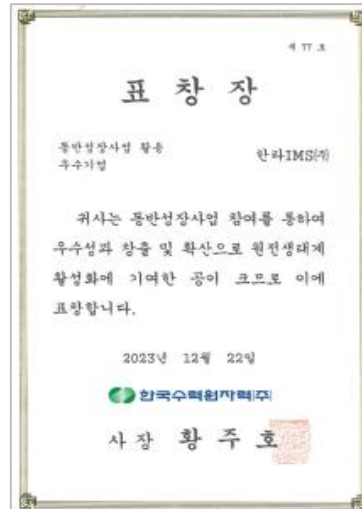 제 77 호
표 창 장
동반성장사업 활용
우수기업
한라IMS(주)
귀사는 동반성장사업 참여를 통하여
우수성과 창출 및 확산으로 원전생태계
활성화에 기여한 공이 크므로 이에
표창합니다.
2023년 12월 22일
한국수력원자력(주)
사 장 황 주 호